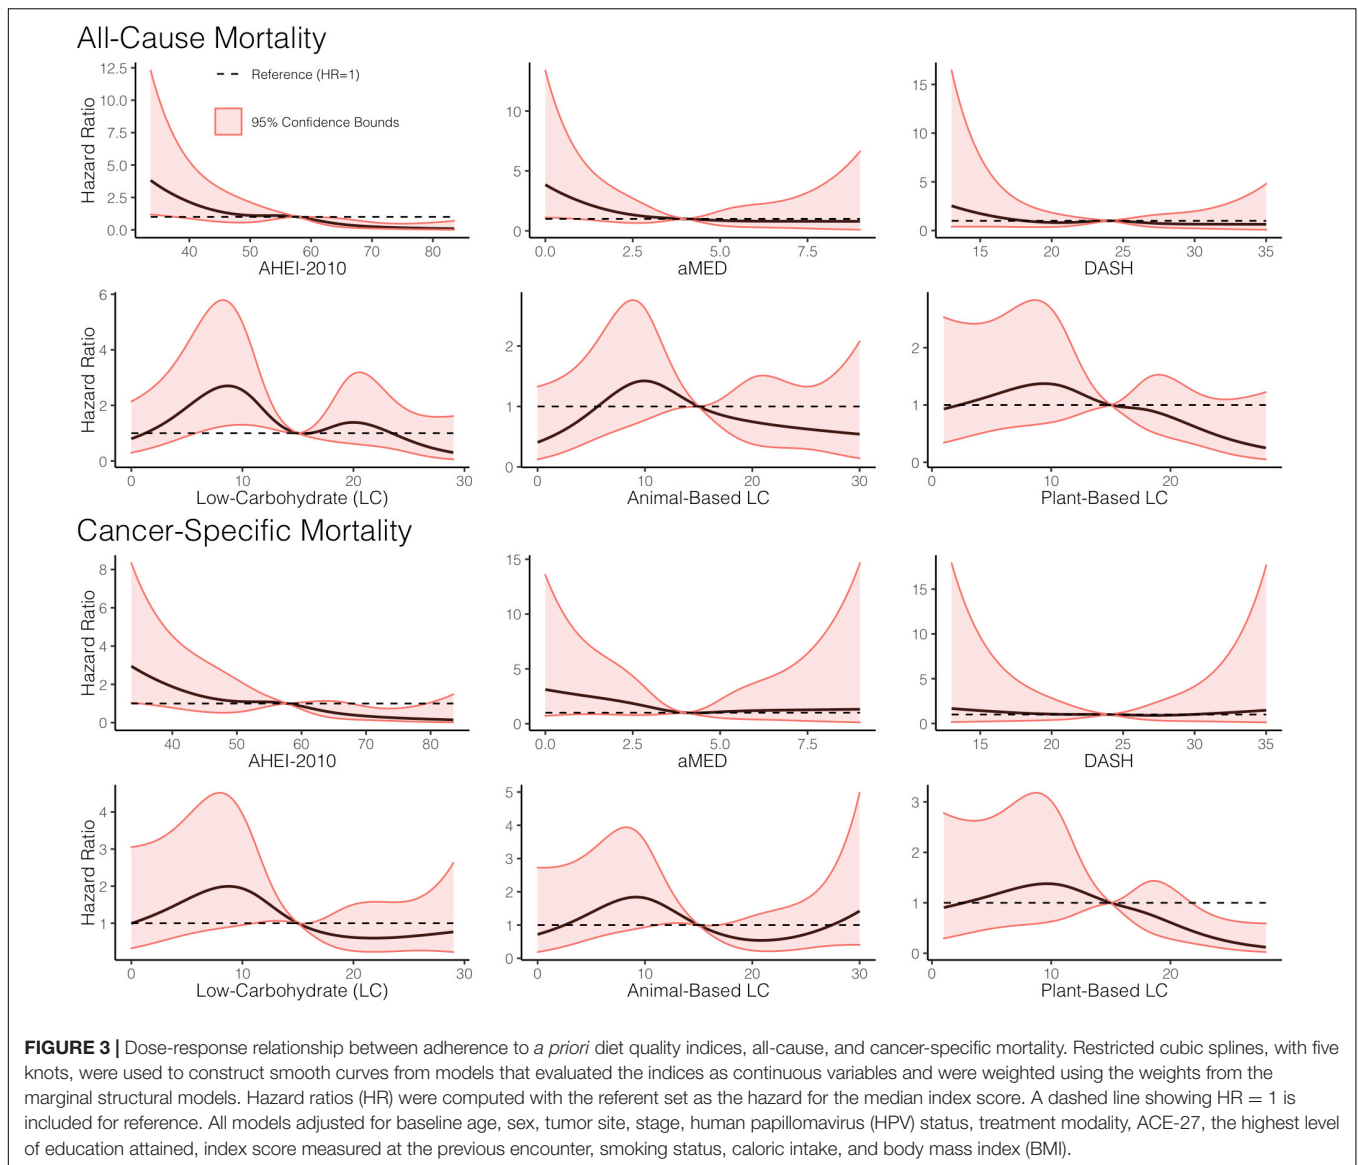 All-Cause Mortality
Hazard Ratio
12.5
10.0
7.5
5.0
2.5
0.0
Reference (HR=1)
95% Confidence Bounds
40 50 60 70 80
AHEI-2010
10
5
0
0.0 2.5 5.0 7.5
aMED
15
10
5
0
15 20 25 30 35
DASH
Hazard Ratio
6
4
2
0
0 10 20 30
Low-Carbohydrate (LC)
2
1
0
0 10 20 30
Animal-Based LC
2
1
0
0 10 20
Plant-Based LC
Cancer-Specific Mortality
Hazard Ratio
8
6
4
2
0
40 50 60 70 80
AHEI-2010
15
10
5
0
0.0 2.5 5.0 7.5
aMED
15
10
5
0
15 20 25 30 35
DASH
Hazard Ratio
4
3
2
1
0 10 20 30
Low-Carbohydrate (LC)
5
4
3
2
1
0
0 10 20 30
Animal-Based LC
3
2
1
0
0 10 20
Plant-Based LC
FIGURE 3 | Dose-response relationship between adherence to a priori diet quality indices, all-cause, and cancer-specific mortality. Restricted cubic splines, with five
knots, were used to construct smooth curves from models that evaluated the indices as continuous variables and were weighted using the weights from the
marginal structural models. Hazard ratios (HR) were computed with the referent set as the hazard for the median index score. A dashed line showing HR = 1 is
included for reference. All models adjusted for baseline age, sex, tumor site, stage, human papillomavirus (HPV) status, treatment modality, ACE-27, the highest level
of education attained, index score measured at the previous encounter, smoking status, caloric intake, and body mass index (BMI).